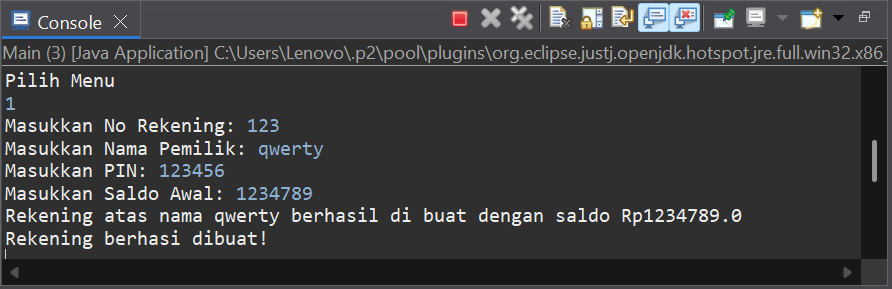 Console
Main (3) [Java Application] C:\Users\Lenovo\.p2\pool\plugins\org.eclipse.justj.openjdk.hotspot.jre.full.win32.x86_
Pilih Menu
1
Masukkan No Rekening: 123
Masukkan Nama Pemilik: qwerty
Masukkan PIN: 123456
Masukkan Saldo Awal: 1234789
Rekening atas nama qwerty berhasil di buat dengan saldo Rp1234789.0
Rekening berhasi dibuat!